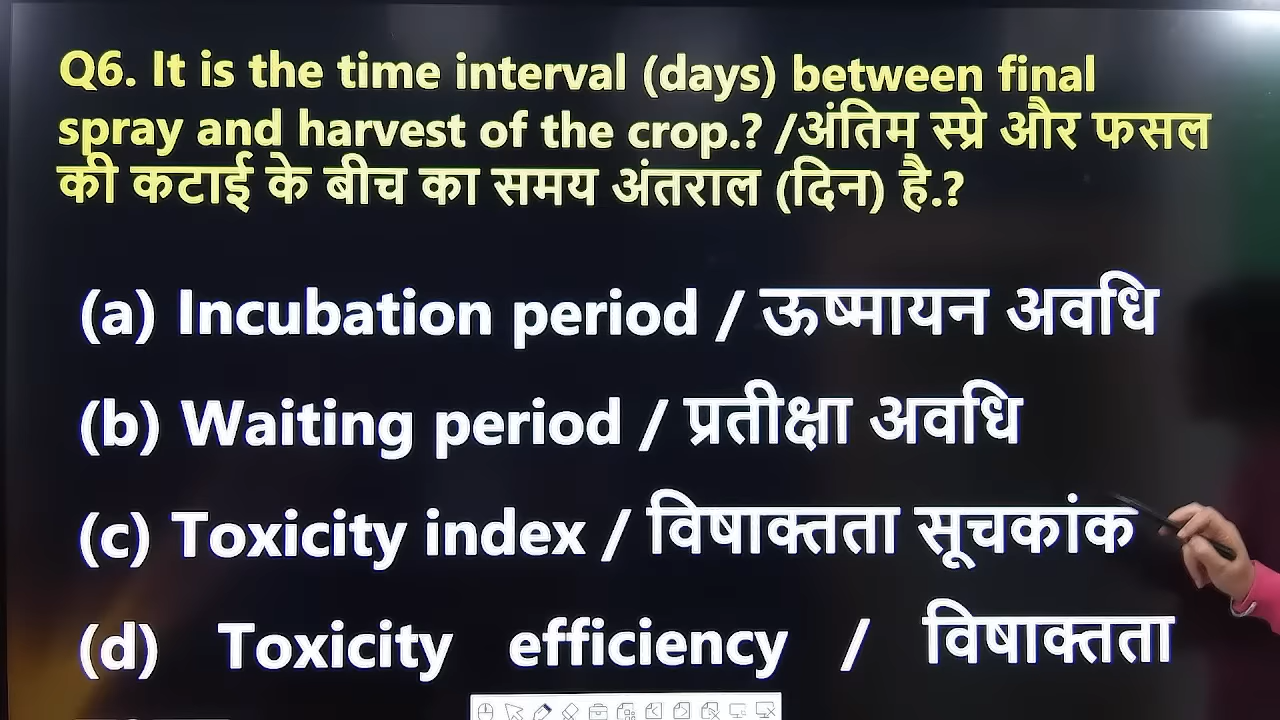 Q6. It is the time interval (days) between final
spray and harvest of the crop.? /अंतिम स्प्रे और फसल
की कटाई के बीच का समय अंतराल (दिन) है.?
(a) Incubation period / ऊष्मायन अवधि
(b) Waiting period / प्रतीक्षा अवधि
(c) Toxicity index / विषाक्तता सूचकांक
(d) Toxicity efficiency / विषाक्तता